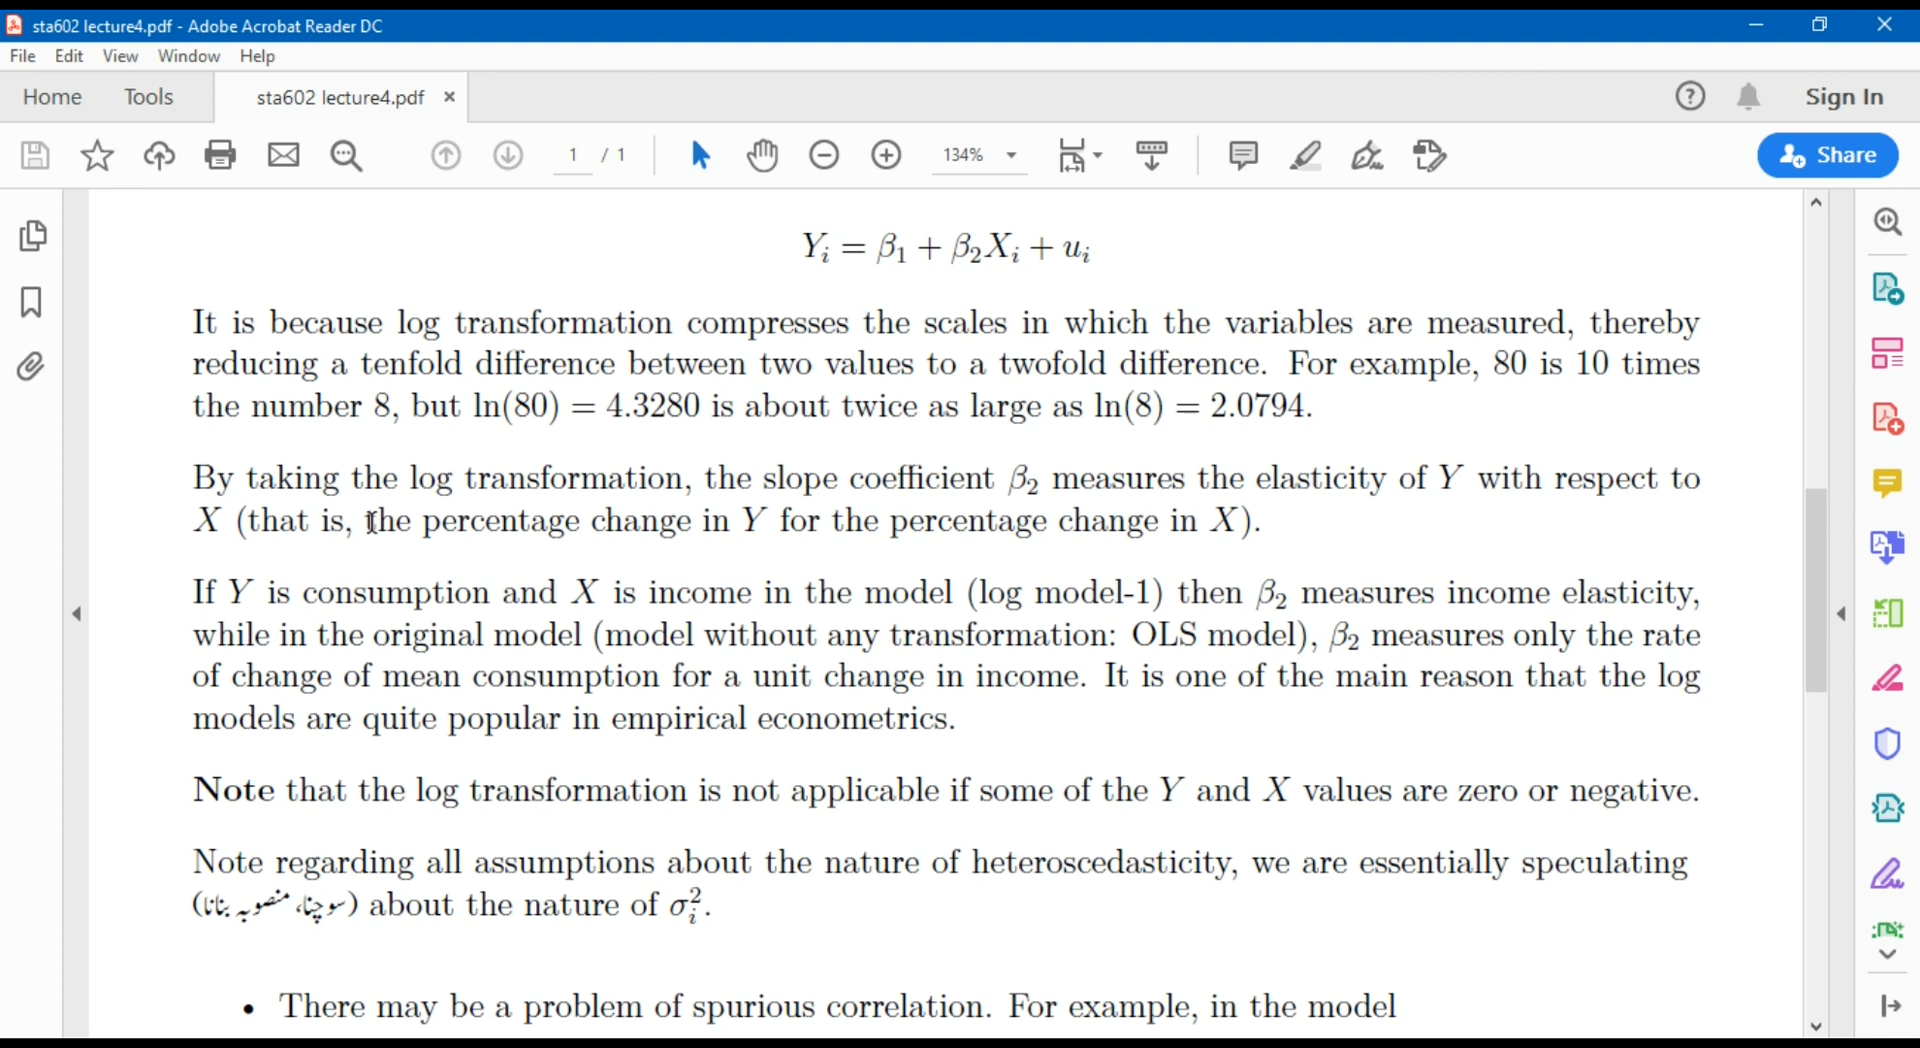 sta602 lecture4.pdf - Adobe Acrobat Reader DC
File Edit View Window Help
Home Tools sta602 lecture4.pdf × Sign In
1 / 1 134% Share
Yᵢ = β₁ + β₂Xᵢ + uᵢ
It is because log transformation compresses the scales in which the variables are measured, thereby
reducing a tenfold difference between two values to a twofold difference. For example, 80 is 10 times
the number 8, but ln(80) = 4.3280 is about twice as large as ln(8) = 2.0794.
By taking the log transformation, the slope coefficient β₂ measures the elasticity of Y with respect to
X (that is, the percentage change in Y for the percentage change in X).
If Y is consumption and X is income in the model (log model-1) then β₂ measures income elasticity,
while in the original model (model without any transformation: OLS model), β₂ measures only the rate
of change of mean consumption for a unit change in income. It is one of the main reason that the log
models are quite popular in empirical econometrics.
Note that the log transformation is not applicable if some of the Y and X values are zero or negative.
Note regarding all assumptions about the nature of heteroscedasticity, we are essentially speculating
(سوچنا، منصوبہ بنانا) about the nature of σᵢ².
• There may be a problem of spurious correlation. For example, in the model